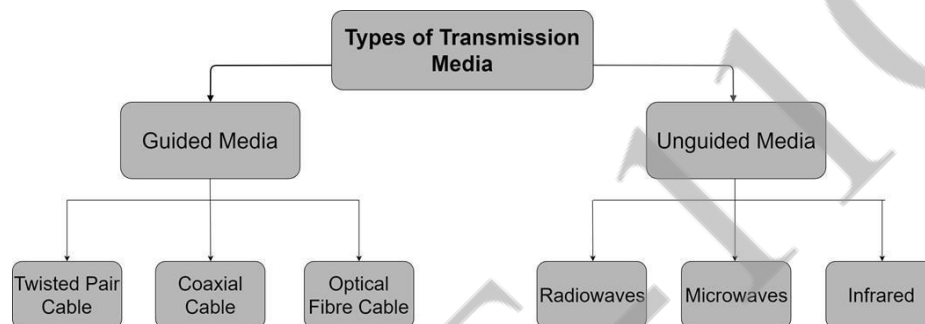 Types of Transmission
Media
Guided Media
Unguided Media
Twisted Pair
Cable
Coaxial
Cable
Optical
Fibre Cable
Radiowaves
Microwaves
Infrared